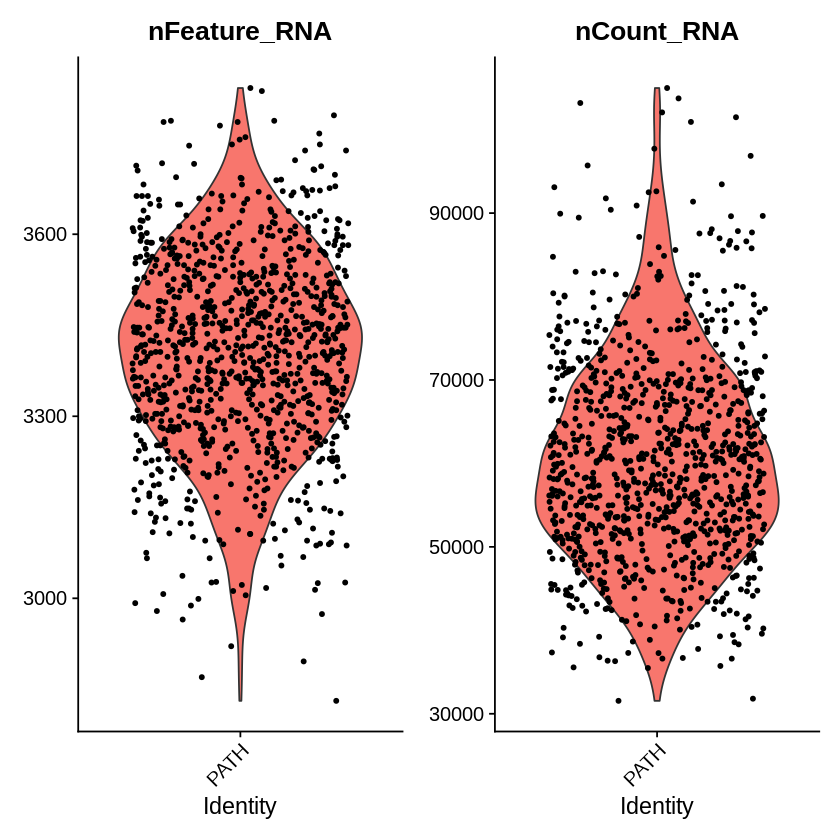 nFeature_RNA
3600
3300
3000
PATH
Identity
nCount_RNA
90000
70000
50000
30000
PATH
Identity